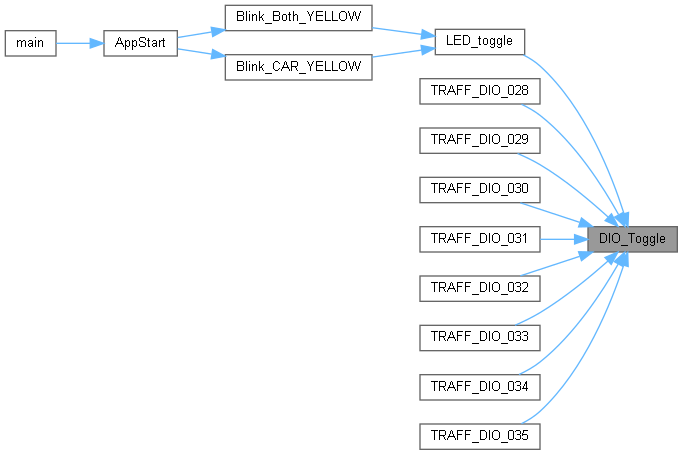 main
AppStart
Blink_Both_YELLOW
Blink_CAR_YELLOW
LED_toggle
TRAFF_DIO_028
TRAFF_DIO_029
TRAFF_DIO_030
TRAFF_DIO_031
TRAFF_DIO_032
TRAFF_DIO_033
TRAFF_DIO_034
TRAFF_DIO_035
DIO_Toggle